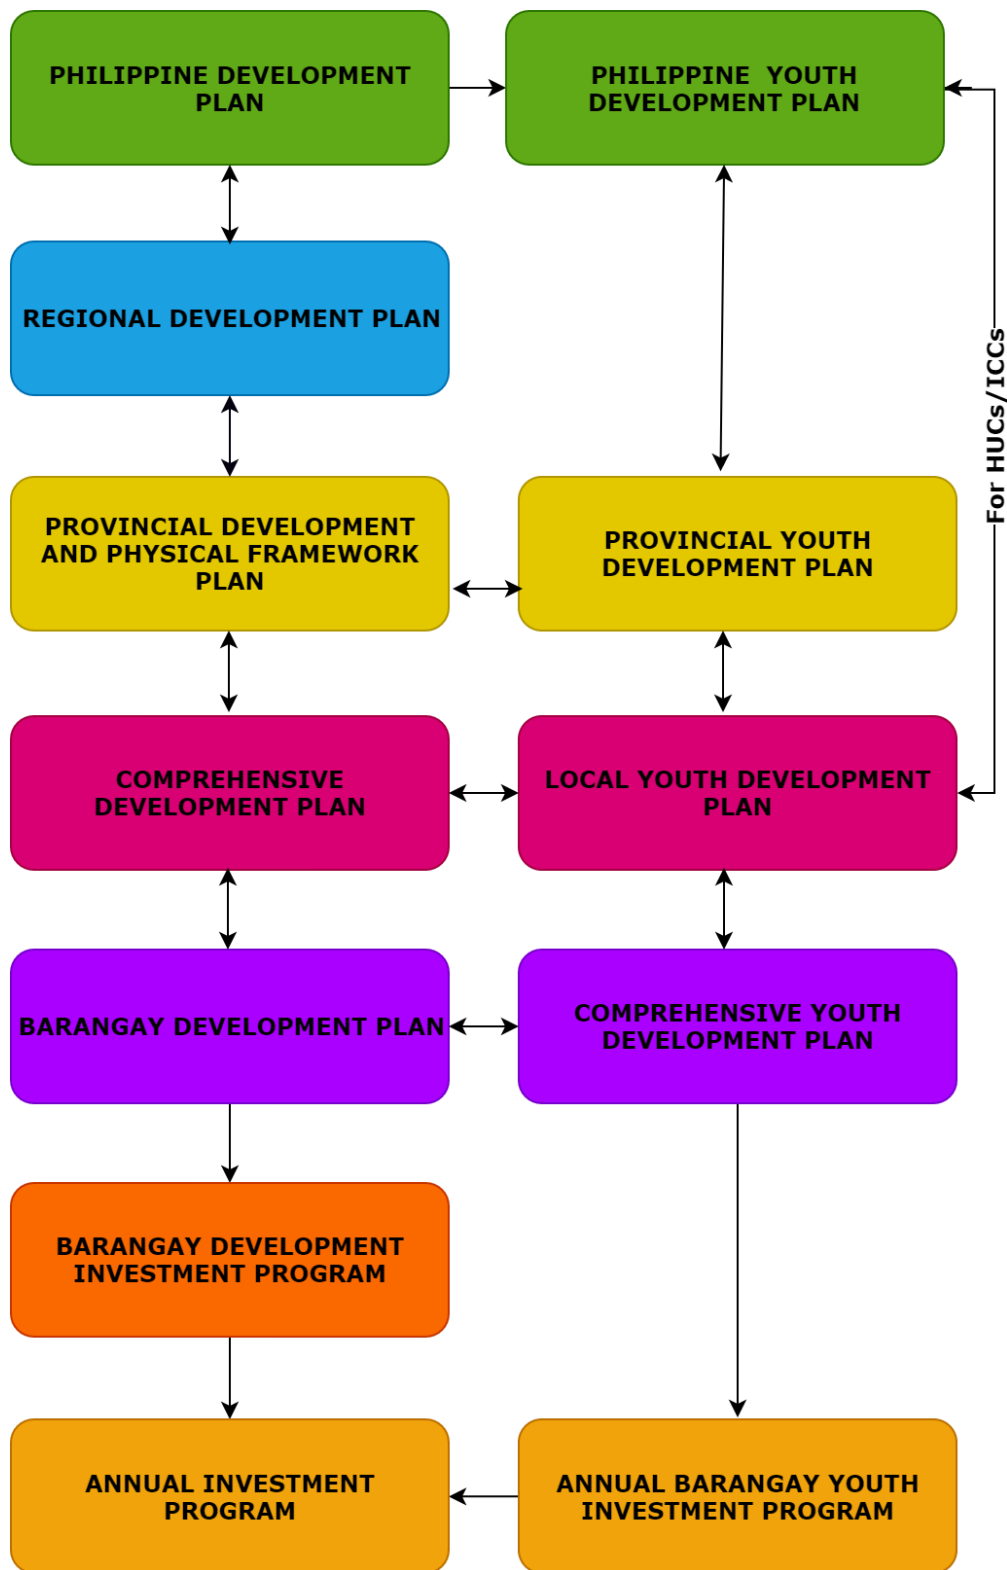 PHILIPPINE DEVELOPMENT
PLAN
PHILIPPINE YOUTH
DEVELOPMENT PLAN
REGIONAL DEVELOPMENT PLAN
For HUCs/ICCs
PROVINCIAL DEVELOPMENT
AND PHYSICAL FRAMEWORK
PLAN
PROVINCIAL YOUTH
DEVELOPMENT PLAN
COMPREHENSIVE
DEVELOPMENT PLAN
LOCAL YOUTH DEVELOPMENT
PLAN
BARANGAY DEVELOPMENT PLAN
COMPREHENSIVE YOUTH
DEVELOPMENT PLAN
BARANGAY DEVELOPMENT
INVESTMENT PROGRAM
ANNUAL INVESTMENT
PROGRAM
ANNUAL BARANGAY YOUTH
INVESTMENT PROGRAM